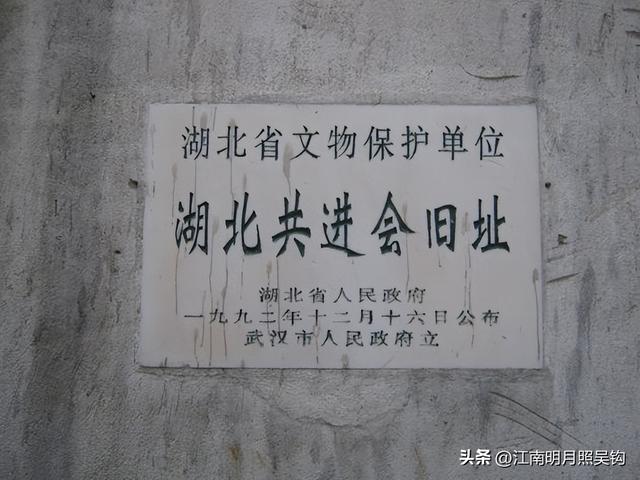 湖北省文物保护单位
湖北共进会旧址
湖北省人民政府
一九九二年十二月十六日公布
武汉市人民政府立
头条 @江南明月照吴钩